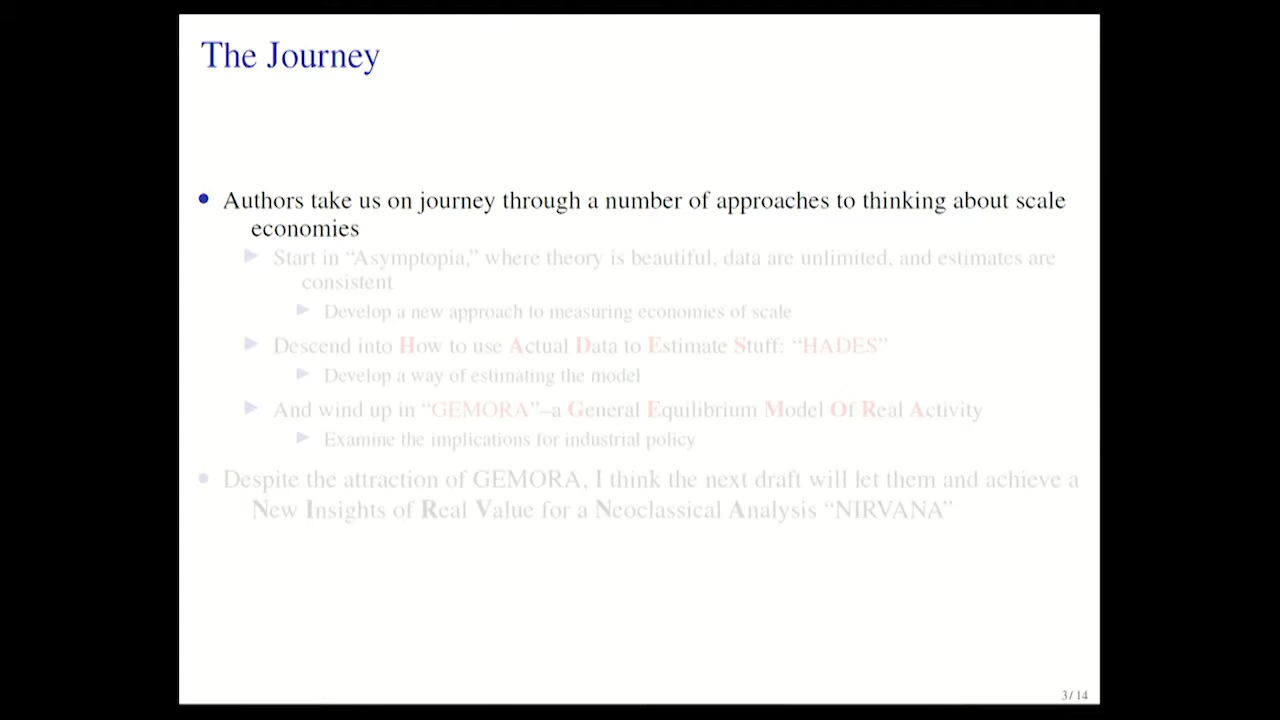 The Journey
Authors take us on journey through a number of approaches to thinking about scale
economies
Start in “Asymptopia,” where theory is beautiful, data are unlimited, and estimates are
consistent
Develop a new approach to measuring economies of scale
Descend into How to use Actual Data to Estimate Stuff: “HADES”
Develop a way of estimating the model
And wind up in “GEMORA”–a General Equilibrium Model Of Real Activity
Examine the implications for industrial policy
Despite the attraction of GEMORA, I think the next draft will let them and achieve a
New Insights of Real Value for a Neoclassical Analysis “NIRVANA”
3 / 14